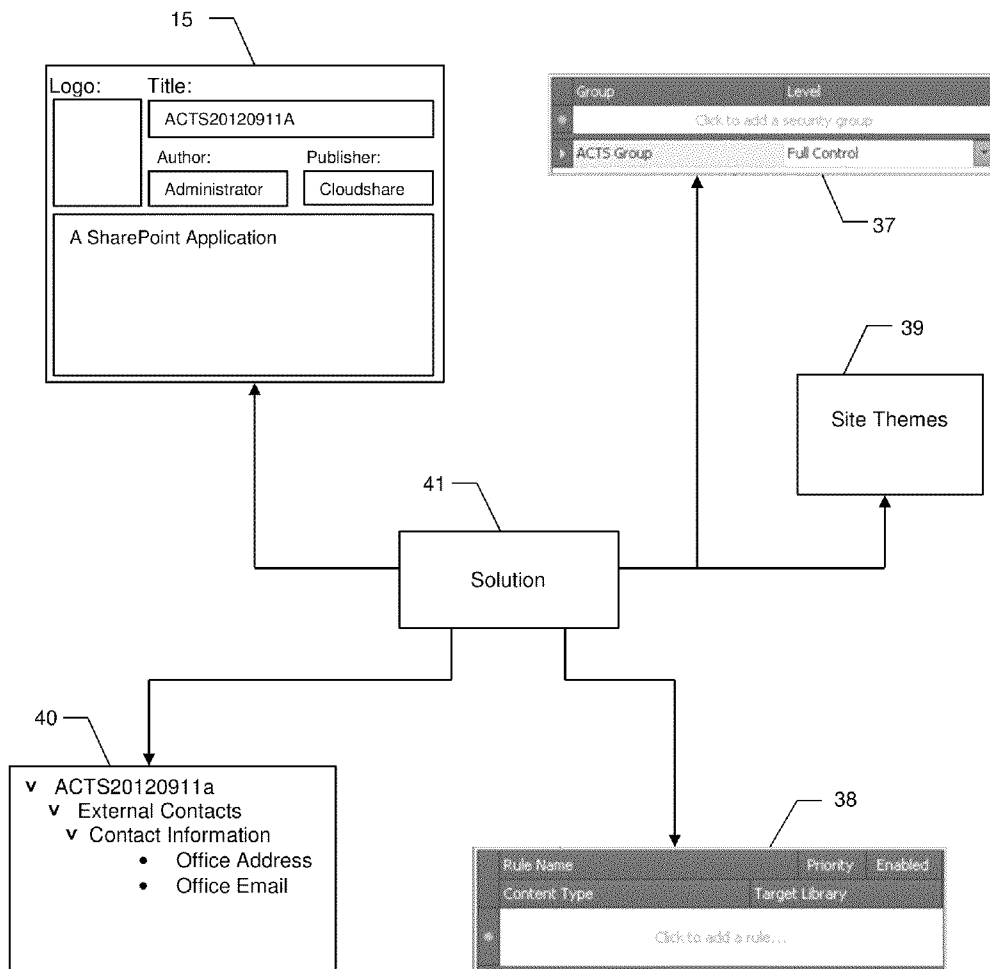 15
Logo: Title:
ACTS20120911A
Author: Publisher:
Administrator Cloudshare
A SharePoint Application
Group Level
Click to add a security group
ACTS Group Full Control
37
39
Site Themes
41
Solution
40
v ACTS20120911a
v External Contacts
v Contact Information
• Office Address
• Office Email
38
Rule Name Priority Enabled
Content Type Target Library
Click to add a rule...